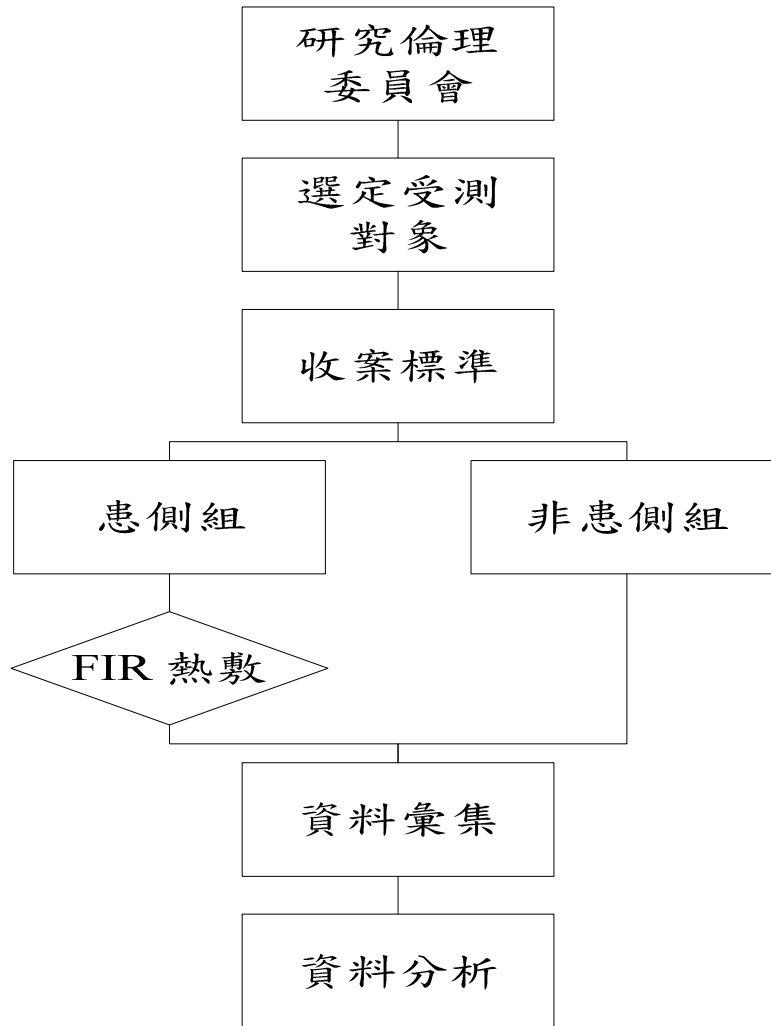 研究倫理
委員會
選定受測
對象
收案標準
患側組
非患側組
FIR 熱敷
資料彙集
資料分析